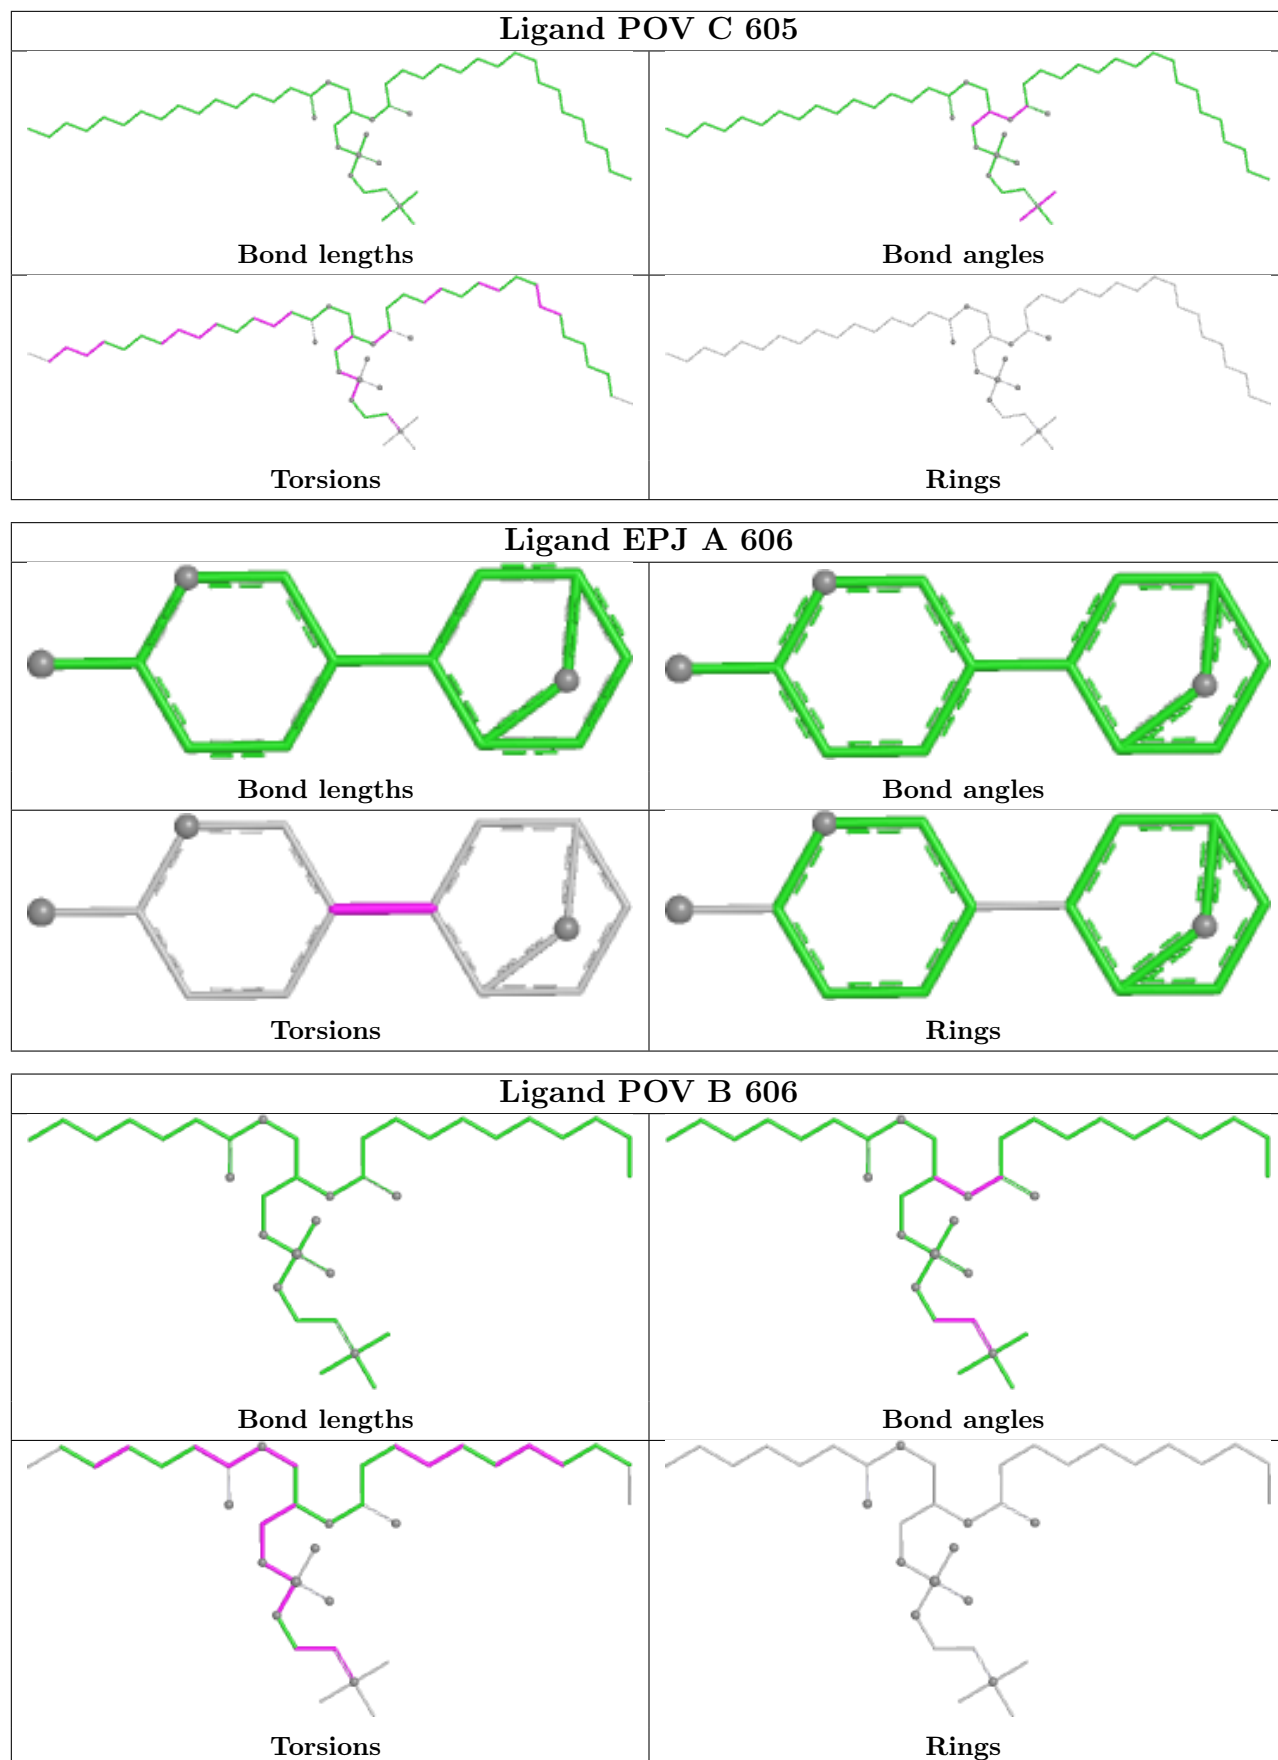 Ligand POV C 605
Bond lengths
Bond angles
Torsions
Rings
Ligand EPJ A 606
Bond lengths
Bond angles
Torsions
Rings
Ligand POV B 606
Bond lengths
Bond angles
Torsions
Rings